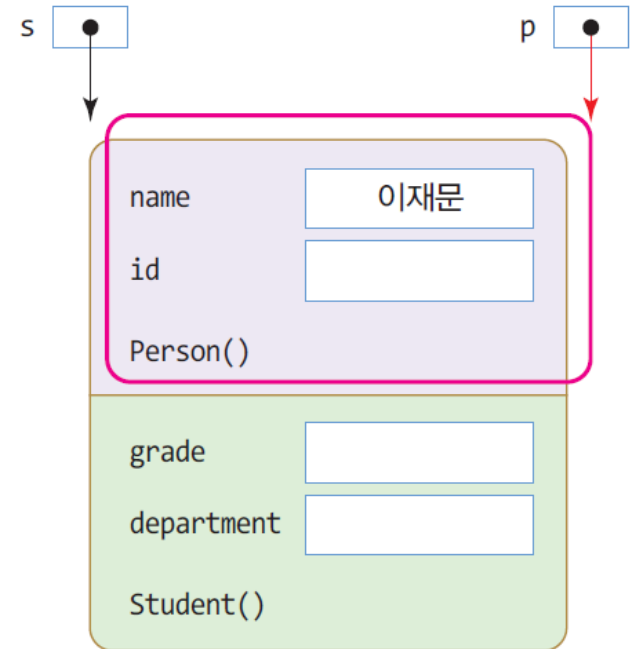 s p
name 이재문
id
Person()
grade
department
Student()